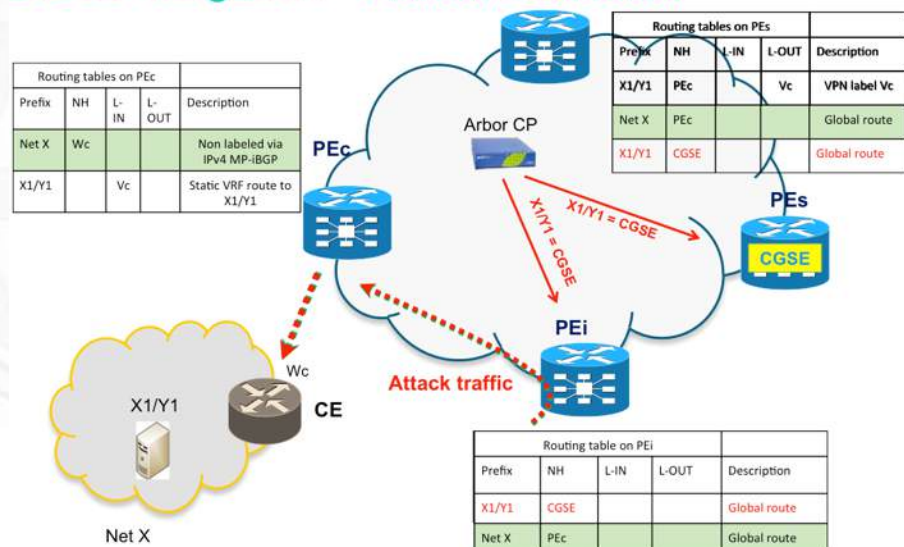 Routing tables on PEs
Prefix NH L-IN L-OUT Description
X1/Y1 PEc Vc VPN label Vc
Net X PEc Global route
X1/Y1 CGSE Global route
Routing tables on PEc
Prefix NH L-IN L-OUT Description
Net X Wc Non labeled via IPv4 MP-iBGP
X1/Y1 Vc Static VRF route to X1/Y1
Arbor CP
PEc
X1/Y1 = CGSE
X1/Y1 = CGSE
PEs
CGSE
PEi
Attack traffic
Wc
CE
X1/Y1
Net X
Routing table on PEi
Prefix NH L-IN L-OUT Description
X1/Y1 CGSE Global route
Net X PEc Global route